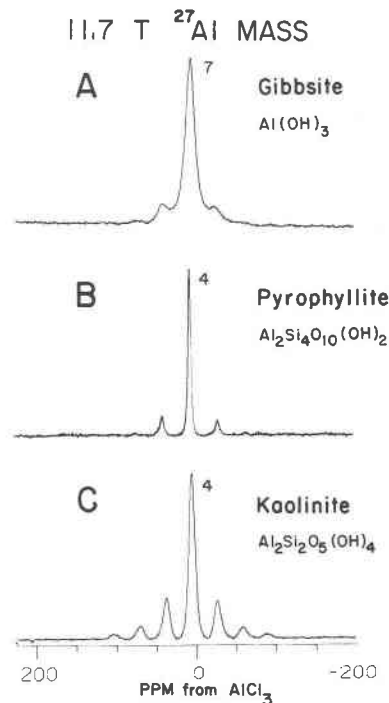 11.7 T ²⁷Al MASS
7
A
Gibbsite
Al(OH)₃
4
B
Pyrophyllite
Al₂Si₄O₁₀(OH)₂
4
C
Kaolinite
Al₂Si₂O₅(OH)₄
200 0 -200
PPM from AlCl₃